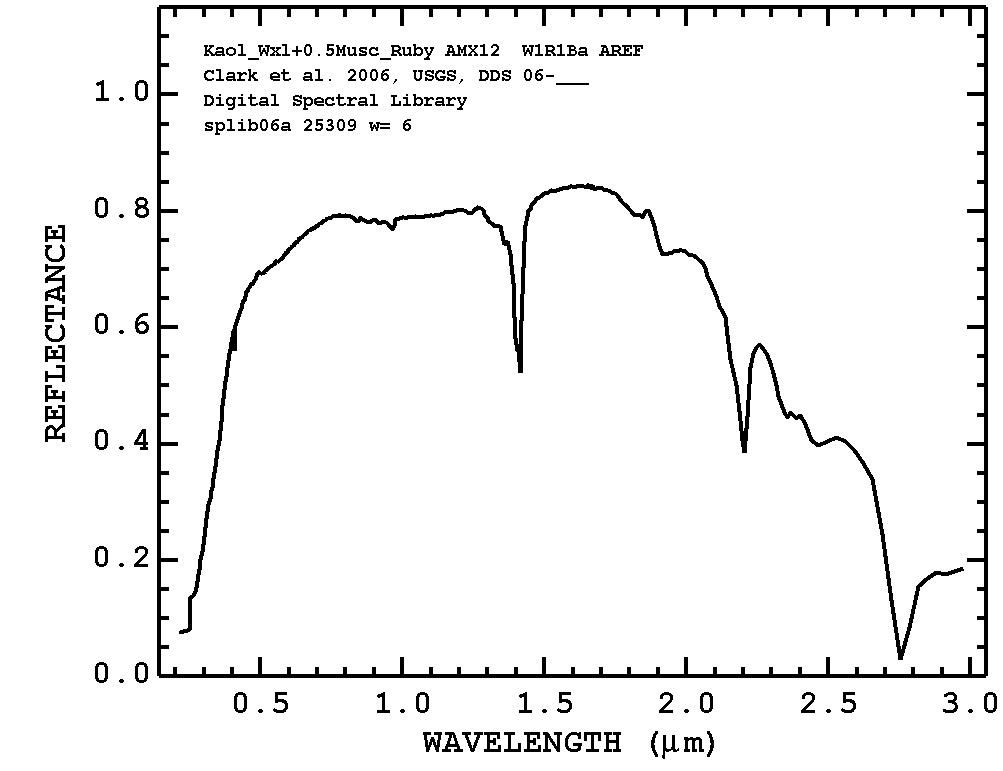 Kaol_Wxl+0.5Musc_Ruby AMX12  W1R1Ba AREF
Clark et al. 2006, USGS, DDS 06-___
Digital Spectral Library
splib06a 25309 w= 6
REFLECTANCE
1.0
0.8
0.6
0.4
0.2
0.0
0.5 1.0 1.5 2.0 2.5 3.0
WAVELENGTH (μm)